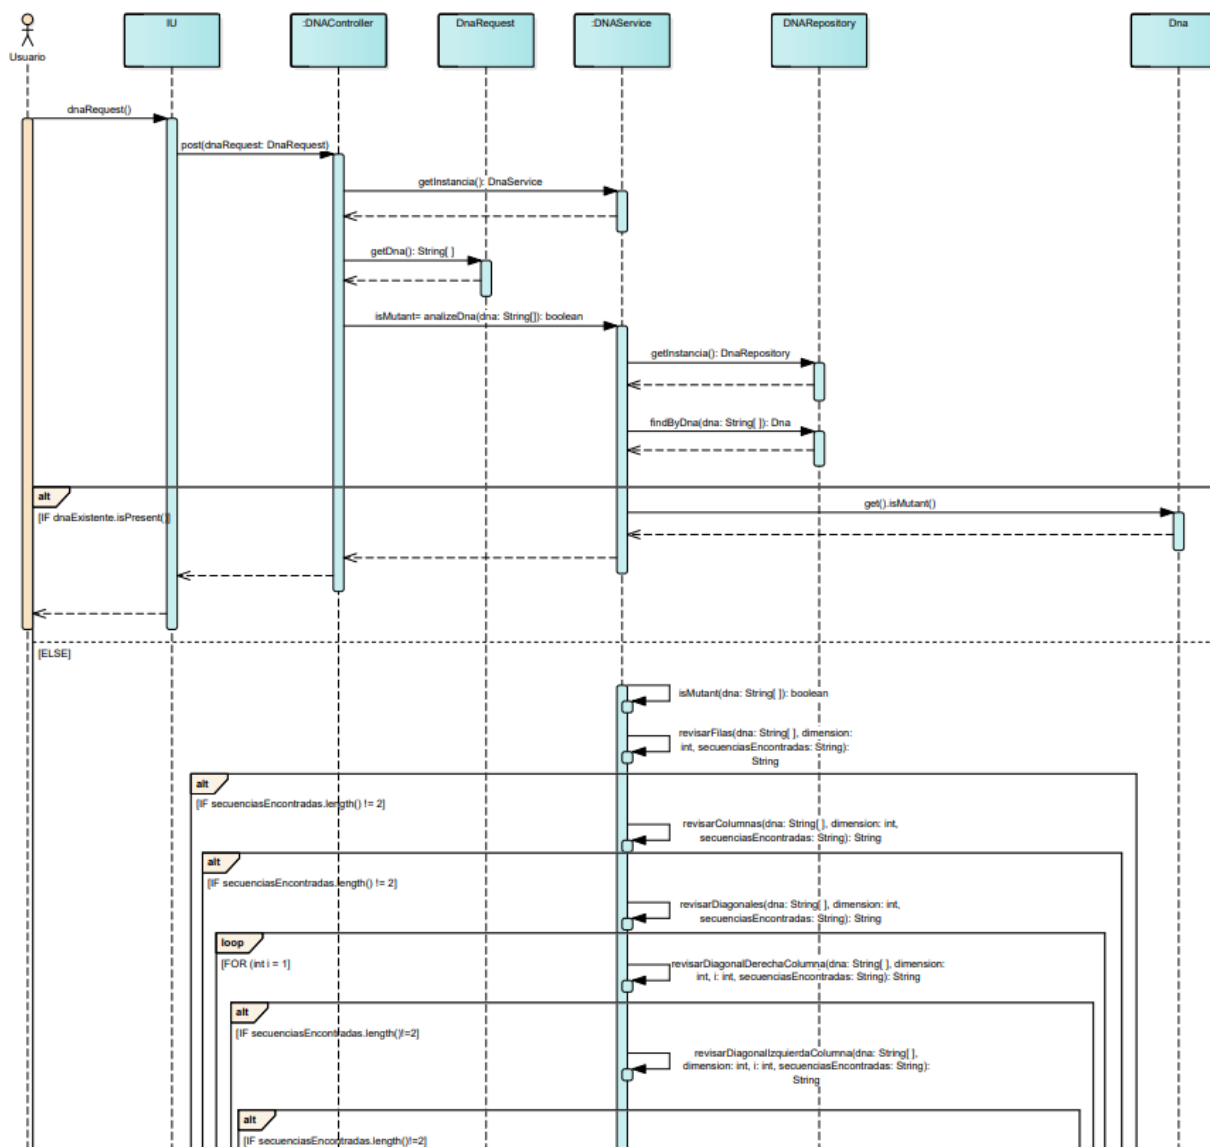 Usuario
IU
:DNAController
DnaRequest
:DNAService
DNARepository
Dna
dnaRequest()
post(dnaRequest: DnaRequest)
getInstancia(): DnaService
getDna(): String[ ]
isMutant= analizeDna(dna: String[]): boolean
getInstancia(): DnaRepository
findByDna(dna: String[ ]): Dna
alt
[IF dnaExistente.isPresent()]
get().isMutant()
[ELSE]
isMutant(dna: String[ ]): boolean
revisarFilas(dna: String[ ], dimension:
int, secuenciasEncontradas: String):
String
alt
[IF secuenciasEncontradas.length() != 2]
revisarColumnas(dna: String[ ], dimension: int,
secuenciasEncontradas: String): String
alt
[IF secuenciasEncontradas.length() != 2]
revisarDiagonales(dna: String[ ], dimension: int,
secuenciasEncontradas: String): String
loop
[FOR (int i = 1]
revisarDiagonalDerechaColumna(dna: String[ ], dimension:
int, i: int, secuenciasEncontradas: String): String
alt
[IF secuenciasEncontradas.length()!=2]
revisarDiagonalIzquierdaColumna(dna: String[ ],
dimension: int, i: int, secuenciasEncontradas: String):
String
alt
[IF secuenciasEncontradas.length()!=2]